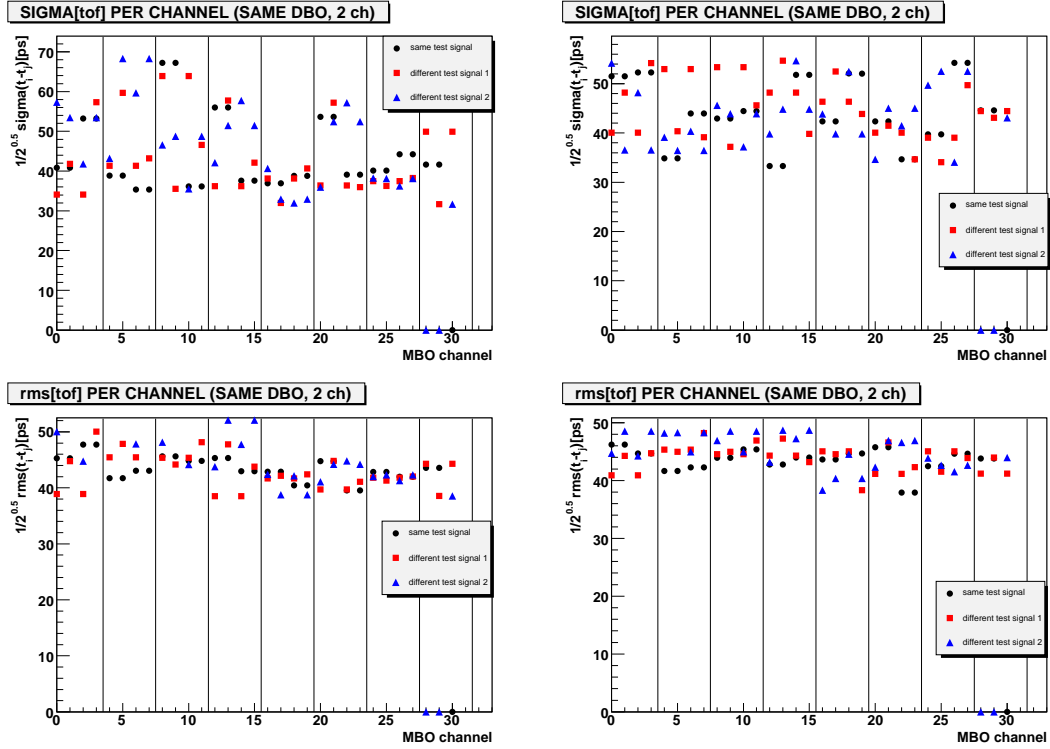 SIGMA[tof] PER CHANNEL (SAME DBO, 2 ch)
1/2^0.5 sigma(t_i-t_j)[ps]
70
60
50
40
30
20
10
0
same test signal
different test signal 1
different test signal 2
0 5 10 15 20 25 30
MBO channel
SIGMA[tof] PER CHANNEL (SAME DBO, 2 ch)
1/2^0.5 sigma(t_i-t_j)[ps]
50
40
30
20
10
0
same test signal
different test signal 1
different test signal 2
0 5 10 15 20 25 30
MBO channel
rms[tof] PER CHANNEL (SAME DBO, 2 ch)
1/2^0.5 rms(t_i-t_j)[ps]
50
40
30
20
10
0
same test signal
different test signal 1
different test signal 2
0 5 10 15 20 25 30
MBO channel
rms[tof] PER CHANNEL (SAME DBO, 2 ch)
1/2^0.5 rms(t_i-t_j)[ps]
50
40
30
20
10
0
same test signal
different test signal 1
different test signal 2
0 5 10 15 20 25 30
MBO channel